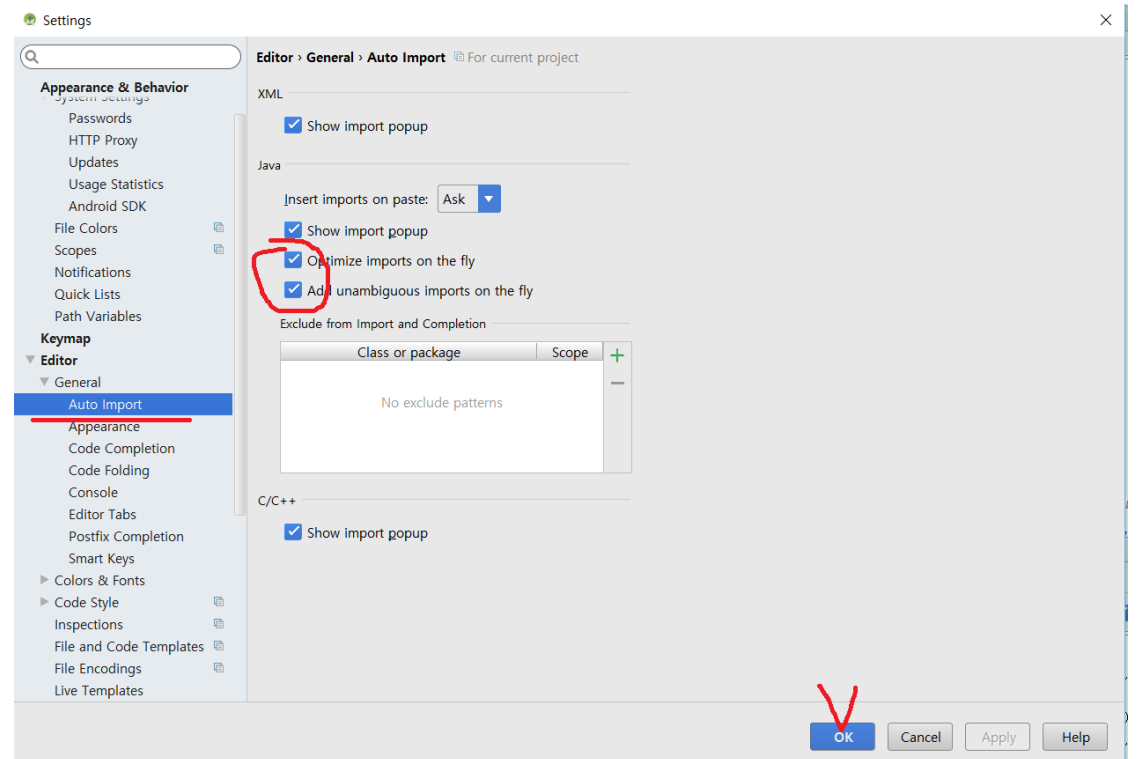 Settings
Appearance & Behavior
System Settings
Passwords
HTTP Proxy
Updates
Usage Statistics
Android SDK
File Colors
Scopes
Notifications
Quick Lists
Path Variables
Keymap
Editor
General
Auto Import
Appearance
Code Completion
Code Folding
Console
Editor Tabs
Postfix Completion
Smart Keys
Colors & Fonts
Code Style
Inspections
File and Code Templates
File Encodings
Live Templates
Editor › General › Auto Import For current project
XML
Show import popup
Java
Insert imports on paste: Ask
Show import popup
Optimize imports on the fly
Add unambiguous imports on the fly
Exclude from Import and Completion
Class or package Scope
No exclude patterns
C/C++
Show import popup
OK Cancel Apply Help